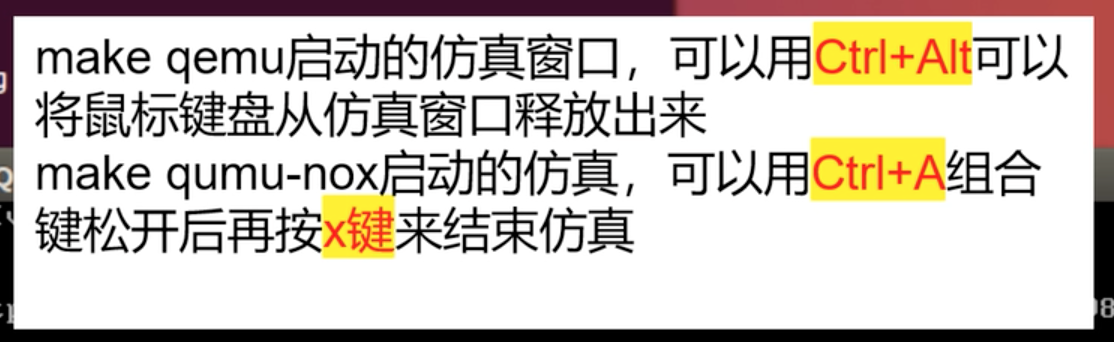 make qemu启动的仿真窗口，可以用Ctrl+Alt可以
将鼠标键盘从仿真窗口释放出来
make qumu-nox启动的仿真，可以用Ctrl+A组合
键松开后再按x键来结束仿真